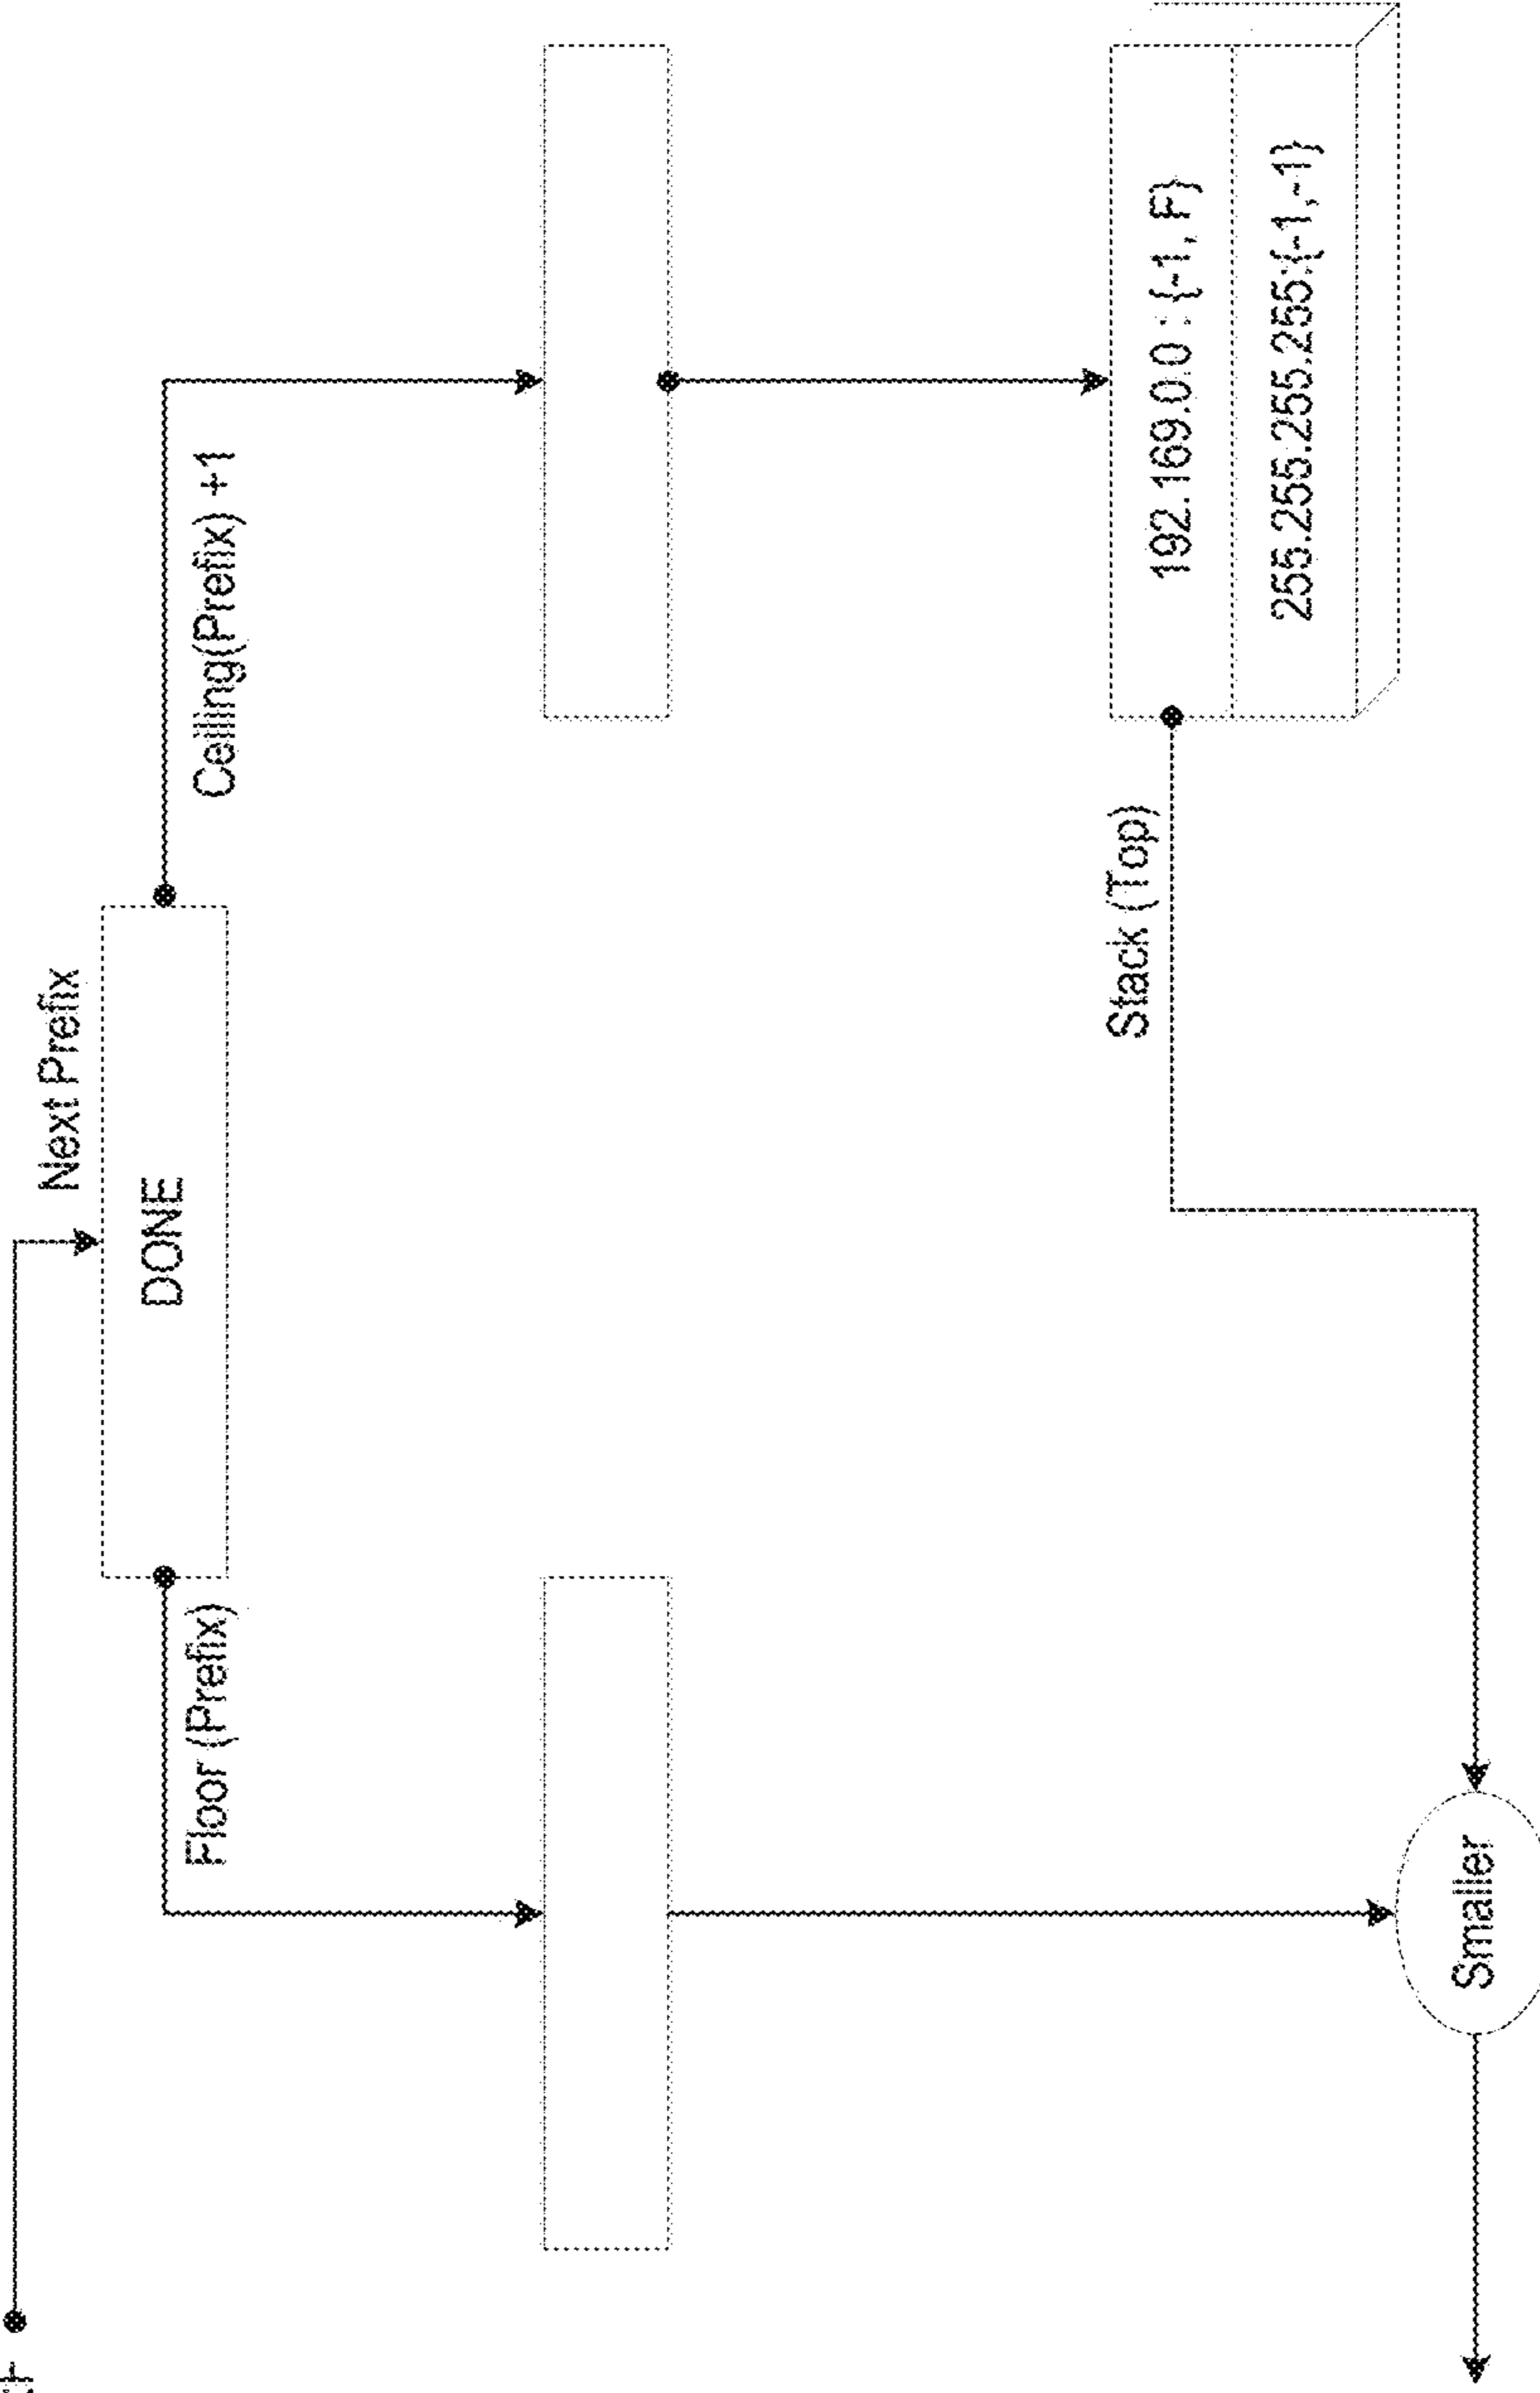 Next Prefix
DONE
Floor (Prefix)
Ceiling(Prefix) +1
192.169.0.0 : {-1, F}
255.255.255.255:{-1,-1}
Stack (Top)
Smaller